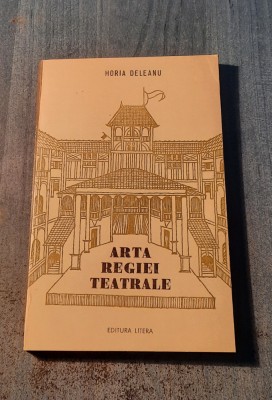 HORIA DELEANU
ARTA
REGIEI
TEATRALE
EDITURA LITERA